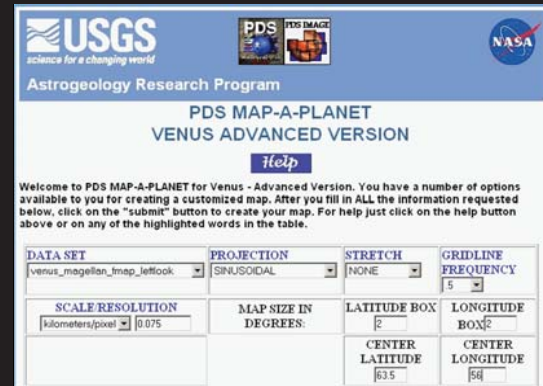 USGS
science for a changing world
PDS
PDS IMAGE
NASA
Astrogeology Research Program
PDS MAP-A-PLANET
VENUS ADVANCED VERSION
Help
Welcome to PDS MAP-A-PLANET for Venus - Advanced Version. You have a number of options
available to you for creating a customized map. After you fill in ALL the information requested
below, click on the "submit" button to create your map. For help just click on the help button
above or on any of the highlighted words in the table.
DATA SET
venus_magellan_fmap_leftlook
PROJECTION
SINUSOIDAL
STRETCH
NONE
GRIDLINE
FREQUENCY
.5
SCALE/RESOLUTION
kilometers/pixel 0.075
MAP SIZE IN
DEGREES:
LATITUDE BOX
2
LONGITUDE
BOX 2
CENTER
LATITUDE
63.5
CENTER
LONGITUDE
56